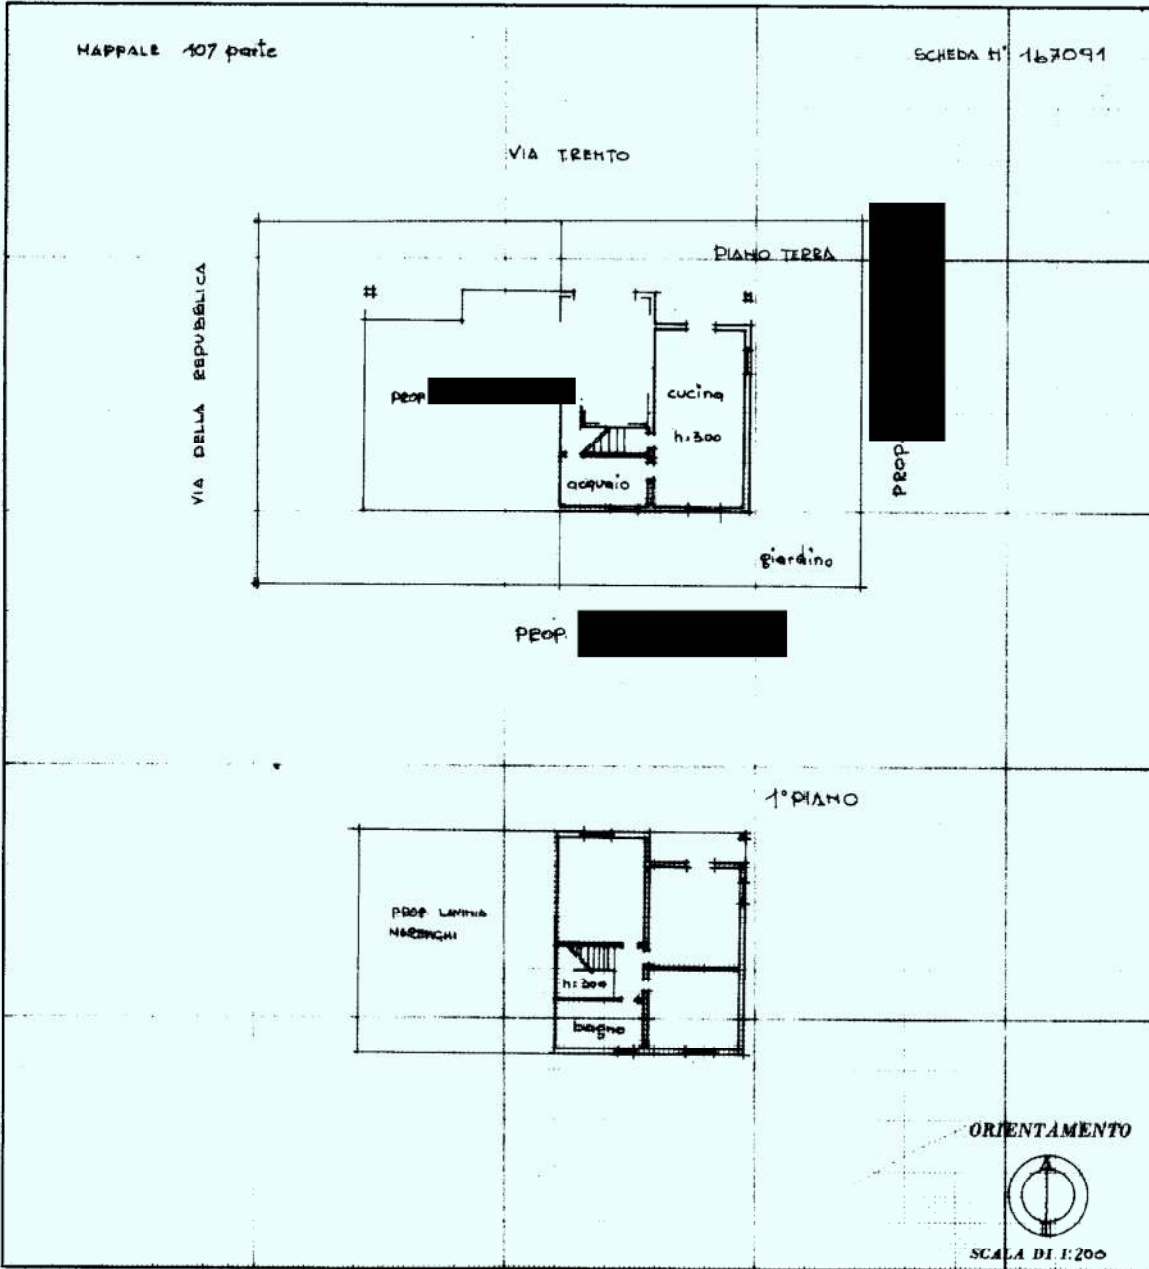 MAPPALE 107 parte
SCHEDA N° 167091
VIA TRENTO
PIANO TERRA
VIA DELLA REPUBBLICA
PROP
cucina
h=300
acquaio
PROP.
giardino
PROP.
1° PIANO
PROP.
h=300
bagno
ORIENTAMENTO
SCALA DI 1:200